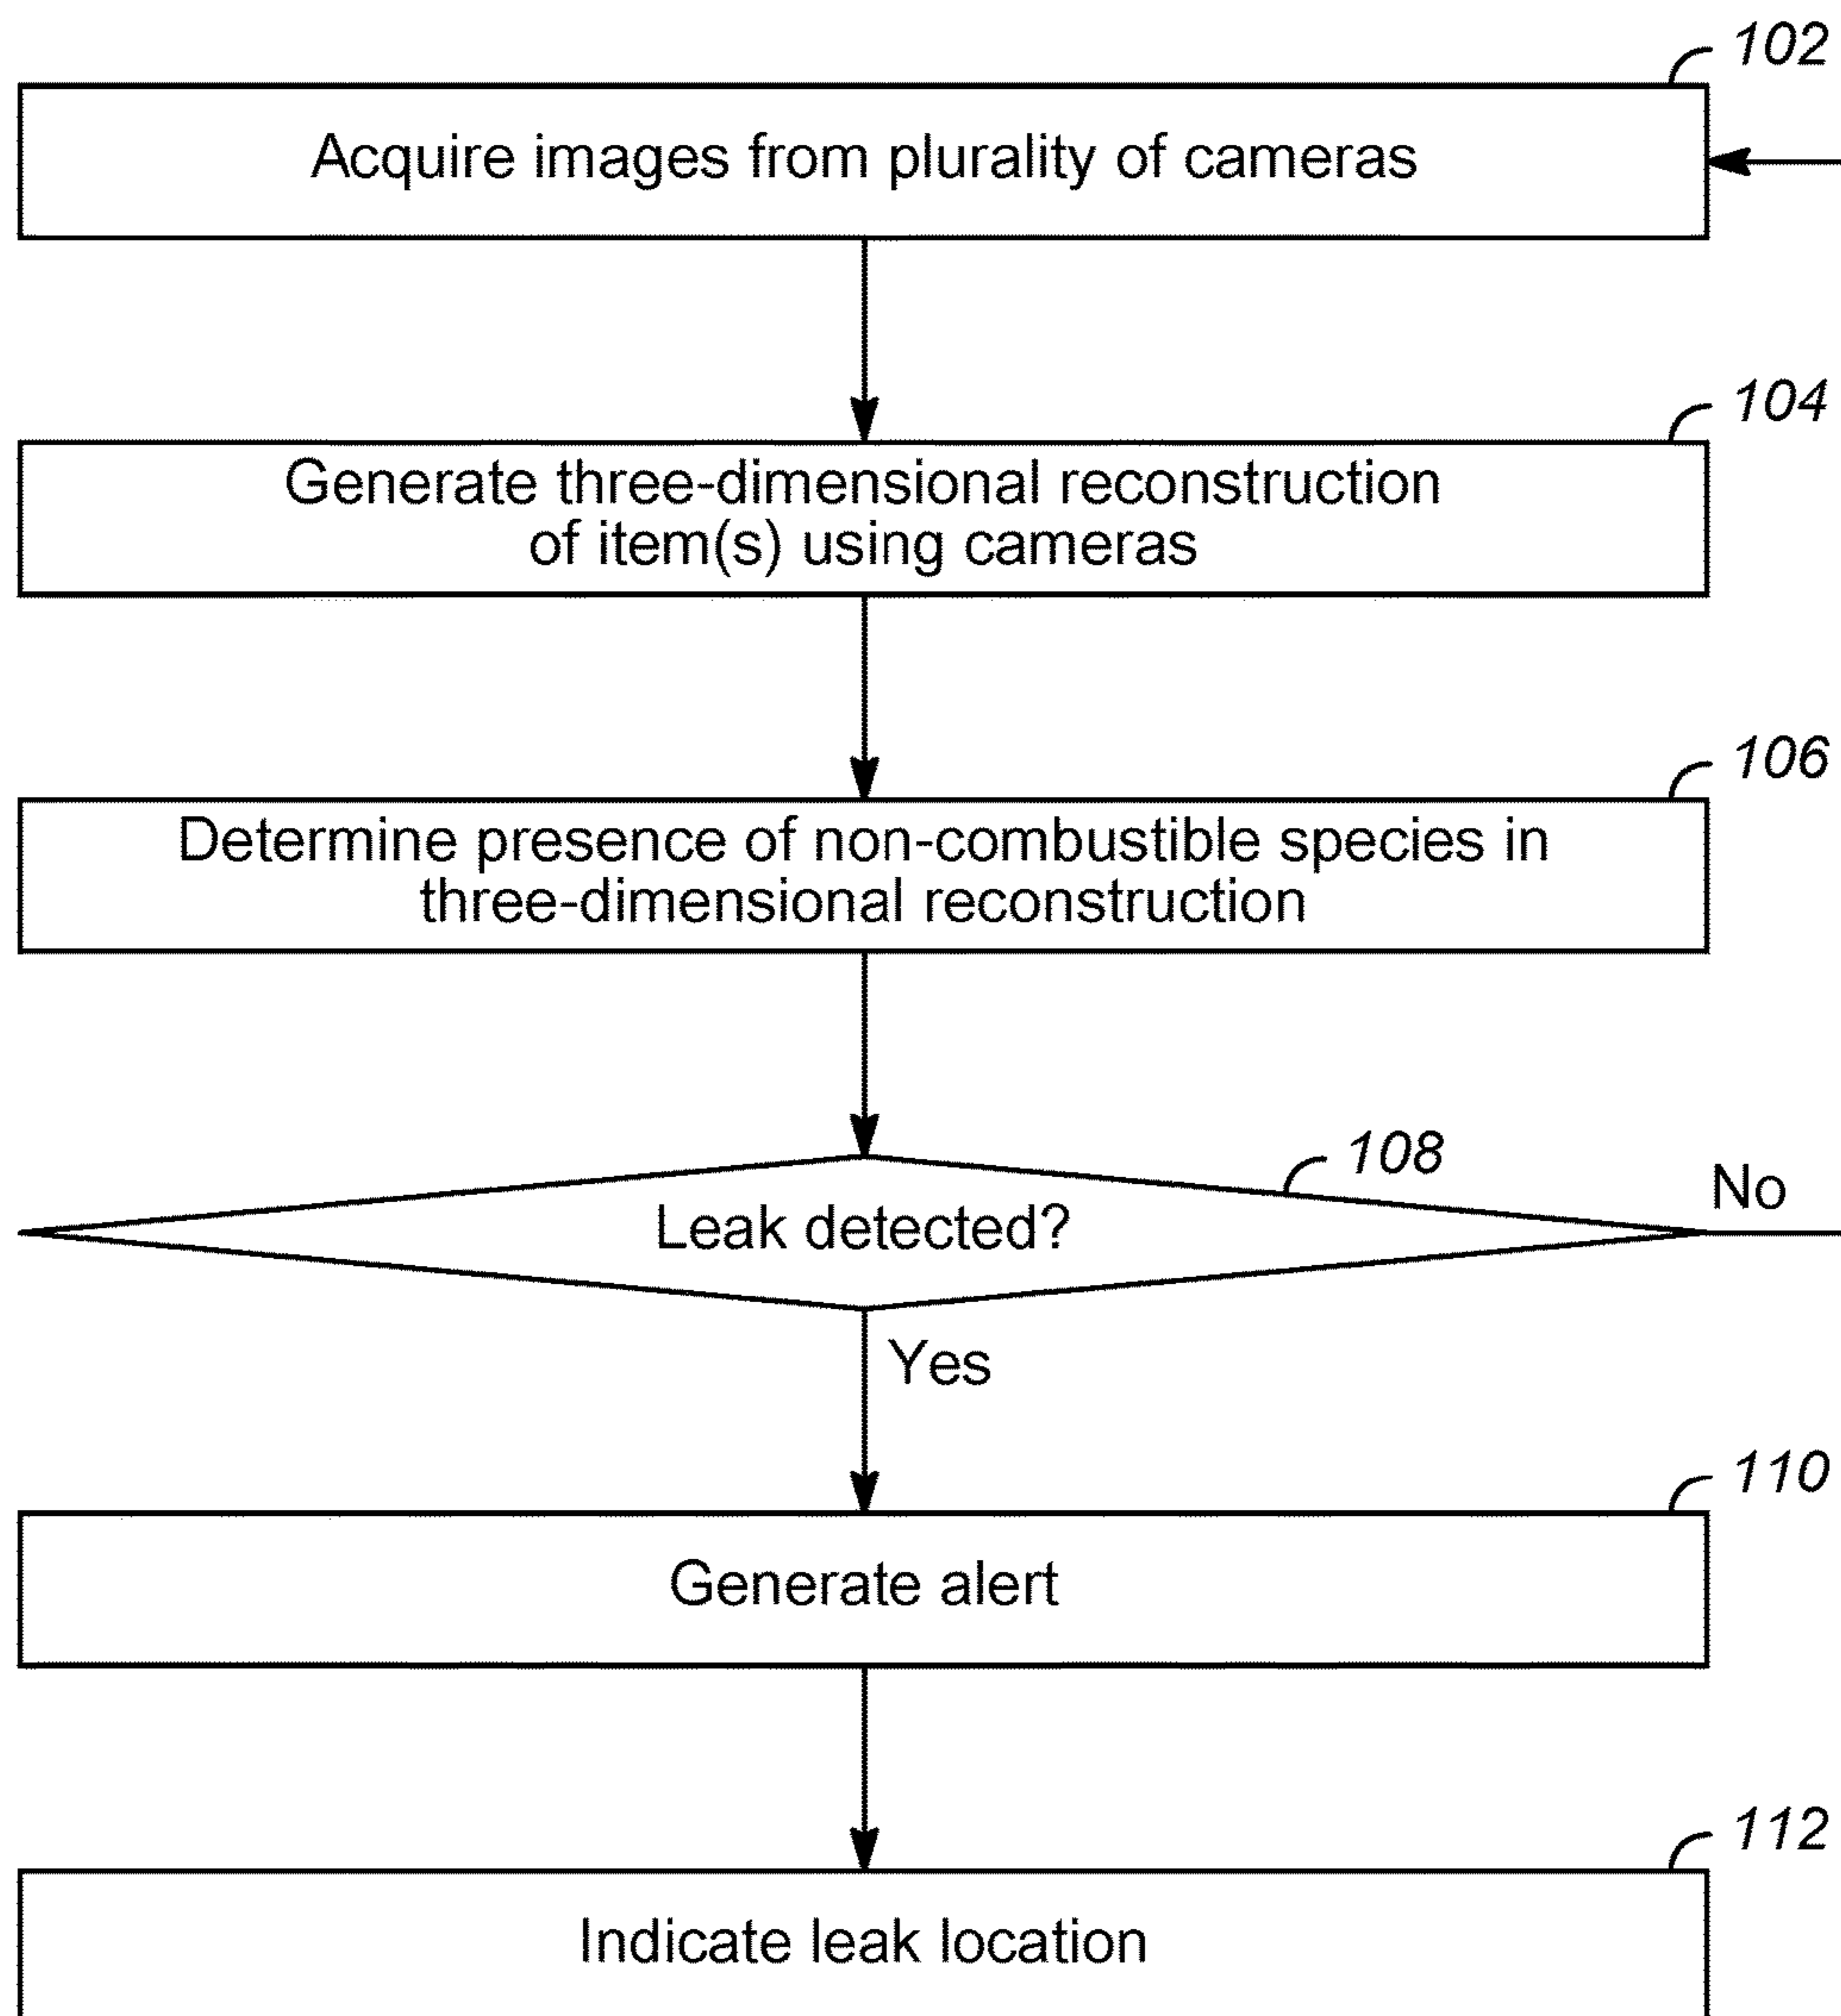 102
Acquire images from plurality of cameras
104
Generate three-dimensional reconstruction
of item(s) using cameras
106
Determine presence of non-combustible species in
three-dimensional reconstruction
108
Leak detected?
No
Yes
110
Generate alert
112
Indicate leak location